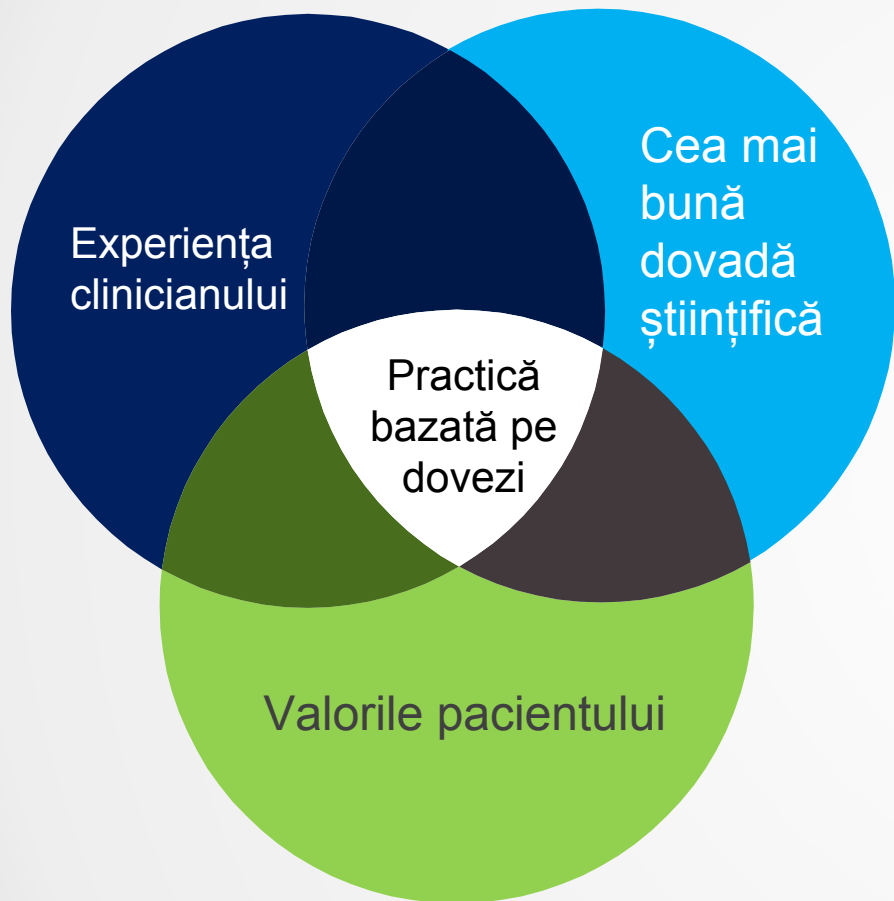 Experiența
clinicianului
Cea mai
bună
dovadă
științifică
Practică
bazată pe
dovezi
Valorile pacientului